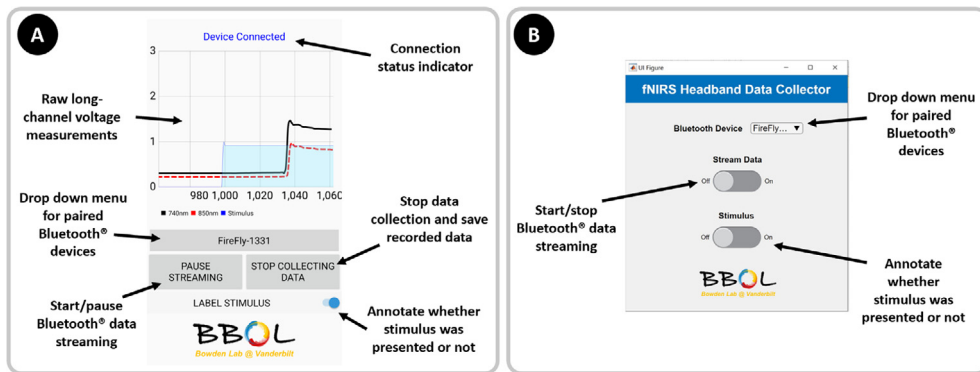 A
Device Connected
Connection
status indicator
3
2
1
0
980 1,000 1,020 1,040 1,060
Raw long-
channel voltage
measurements
740nm 850nm Stimulus
Drop down menu
for paired
Bluetooth®
devices
FireFly-1331
Stop data
collection and save
recorded data
PAUSE
STREAMING
STOP COLLECTING
DATA
Start/pause
Bluetooth® data
streaming
LABEL STIMULUS
Annotate whether
stimulus was
presented or not
BBOL
Bowden Lab @ Vanderbilt
B
UI Figure
fNIRS Headband Data Collector
Bluetooth Device FireFly...
Drop down menu
for paired
Bluetooth®
devices
Stream Data
Off On
Start/stop
Bluetooth® data
streaming
Stimulus
Off On
Annotate
whether
stimulus was
presented or not
BBOL
Bowden Lab @ Vanderbilt